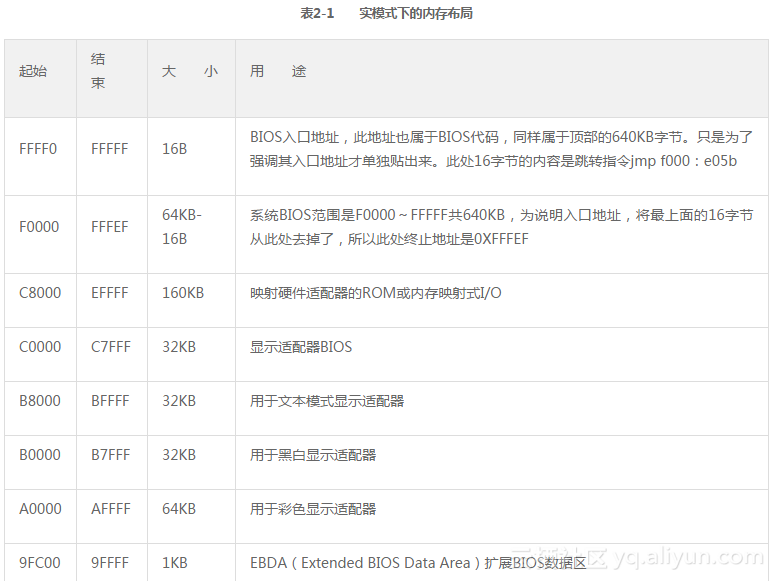 表2-1 实模式下的内存布局
起始 结束 大 小 用 途
FFFF0 FFFFF 16B BIOS入口地址，此地址也属于BIOS代码，同样属于顶部的640KB字节。只是为了
强调其入口地址才单独贴出来。此处16字节的内容是跳转指令jmp f000：e05b
F0000 FFFEF 64KB-16B 系统BIOS范围是F0000～FFFFF共640KB，为说明入口地址，将最上面的16字节
从此处去掉了，所以此处终止地址是0XFFFEF
C8000 EFFFF 160KB 映射硬件适配器的ROM或内存映射式I/O
C0000 C7FFF 32KB 显示适配器BIOS
B8000 BFFFF 32KB 用于文本模式显示适配器
B0000 B7FFF 32KB 用于黑白显示适配器
A0000 AFFFF 64KB 用于彩色显示适配器
9FC00 9FFFF 1KB EBDA（Extended BIOS Data Area）扩展BIOS数据区
yq.aliyun.com